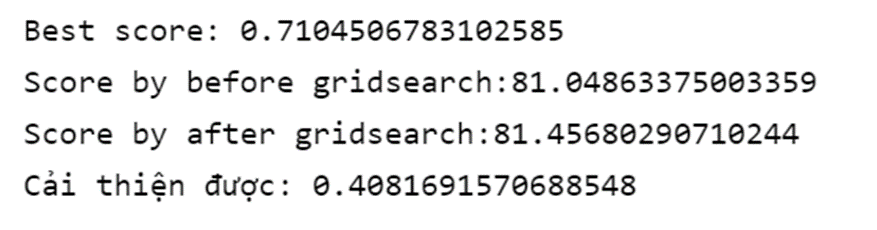 Best score: 0.7104506783102585
Score by before gridsearch:81.04863375003359
Score by after gridsearch:81.45680290710244
Cải thiện được: 0.4081691570688548